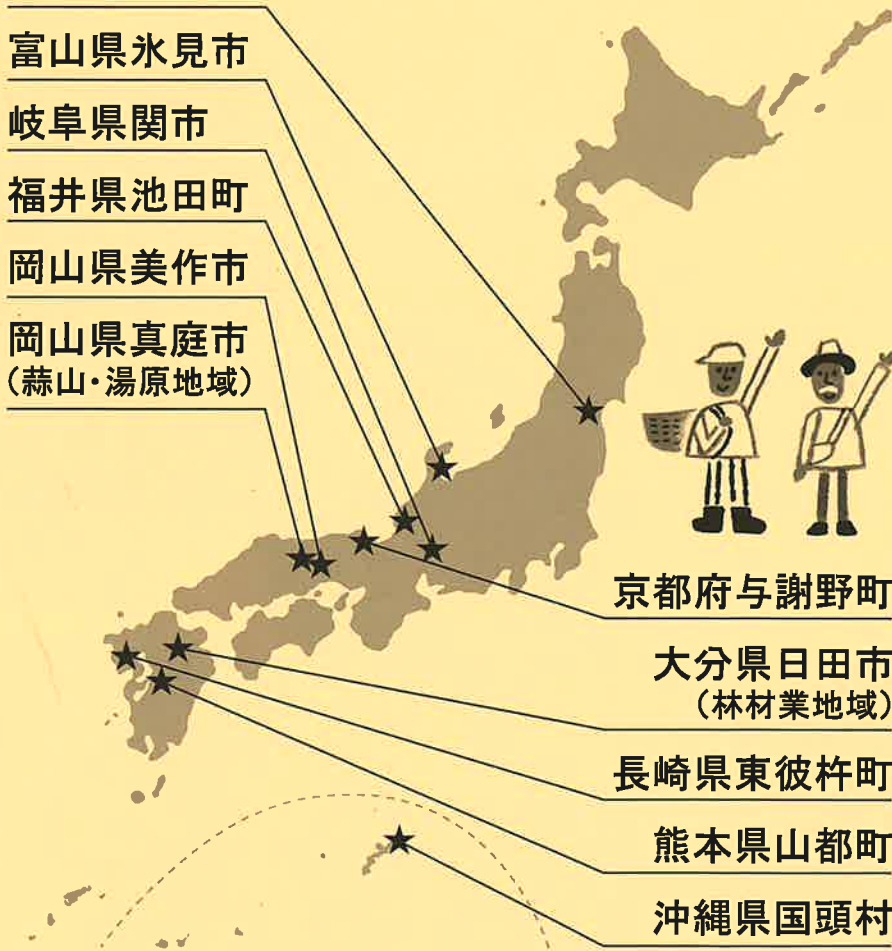 富山県氷見市
岐阜県関市
福井県池田町
岡山県美作市
岡山県真庭市
（蒜山・湯原地域）
京都府与謝野町
大分県日田市
（林材業地域）
長崎県東彼杵町
熊本県山都町
沖縄県国頭村